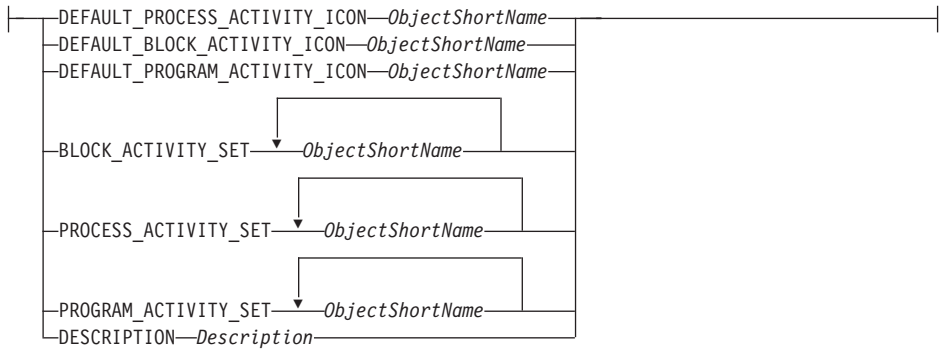 DEFAULT_PROCESS_ACTIVITY_ICON ObjectShortName
DEFAULT_BLOCK_ACTIVITY_ICON ObjectShortName
DEFAULT_PROGRAM_ACTIVITY_ICON ObjectShortName
BLOCK_ACTIVITY_SET ObjectShortName
PROCESS_ACTIVITY_SET ObjectShortName
PROGRAM_ACTIVITY_SET ObjectShortName
DESCRIPTION Description